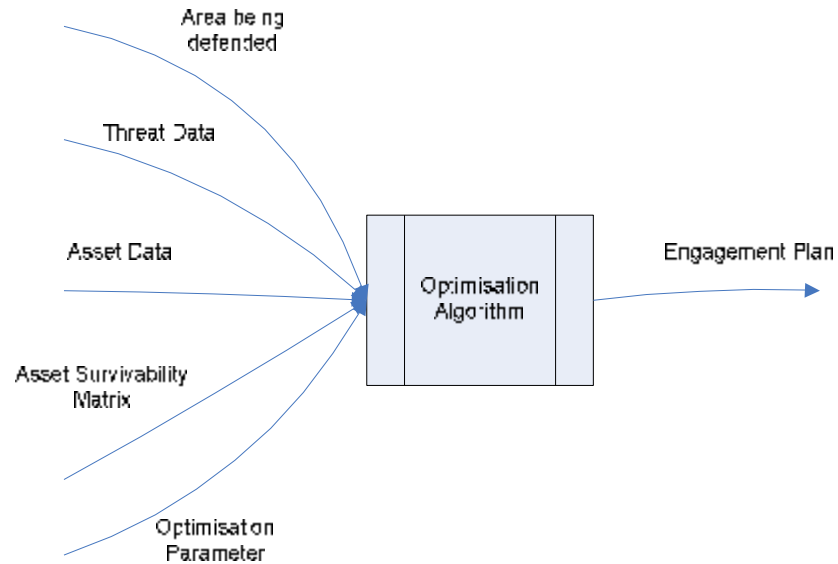 Area being
defended
Threat Data
Asset Data
Optimisation
Algorithm
Engagement Plan
Asset Survivability
Matrix
Optimisation
Parameter